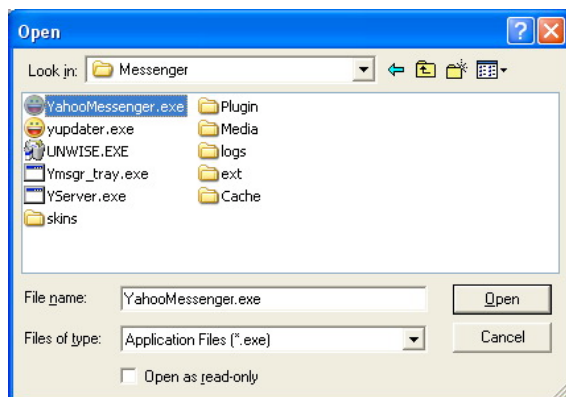 Open
Look in: Messenger
YahooMessenger.exe Plugin
yupdater.exe Media
UNWISE.EXE logs
Ymsgr_tray.exe ext
YServer.exe Cache
skins
File name: YahooMessenger.exe Open
Files of type: Application Files (*.exe) Cancel
Open as read-only